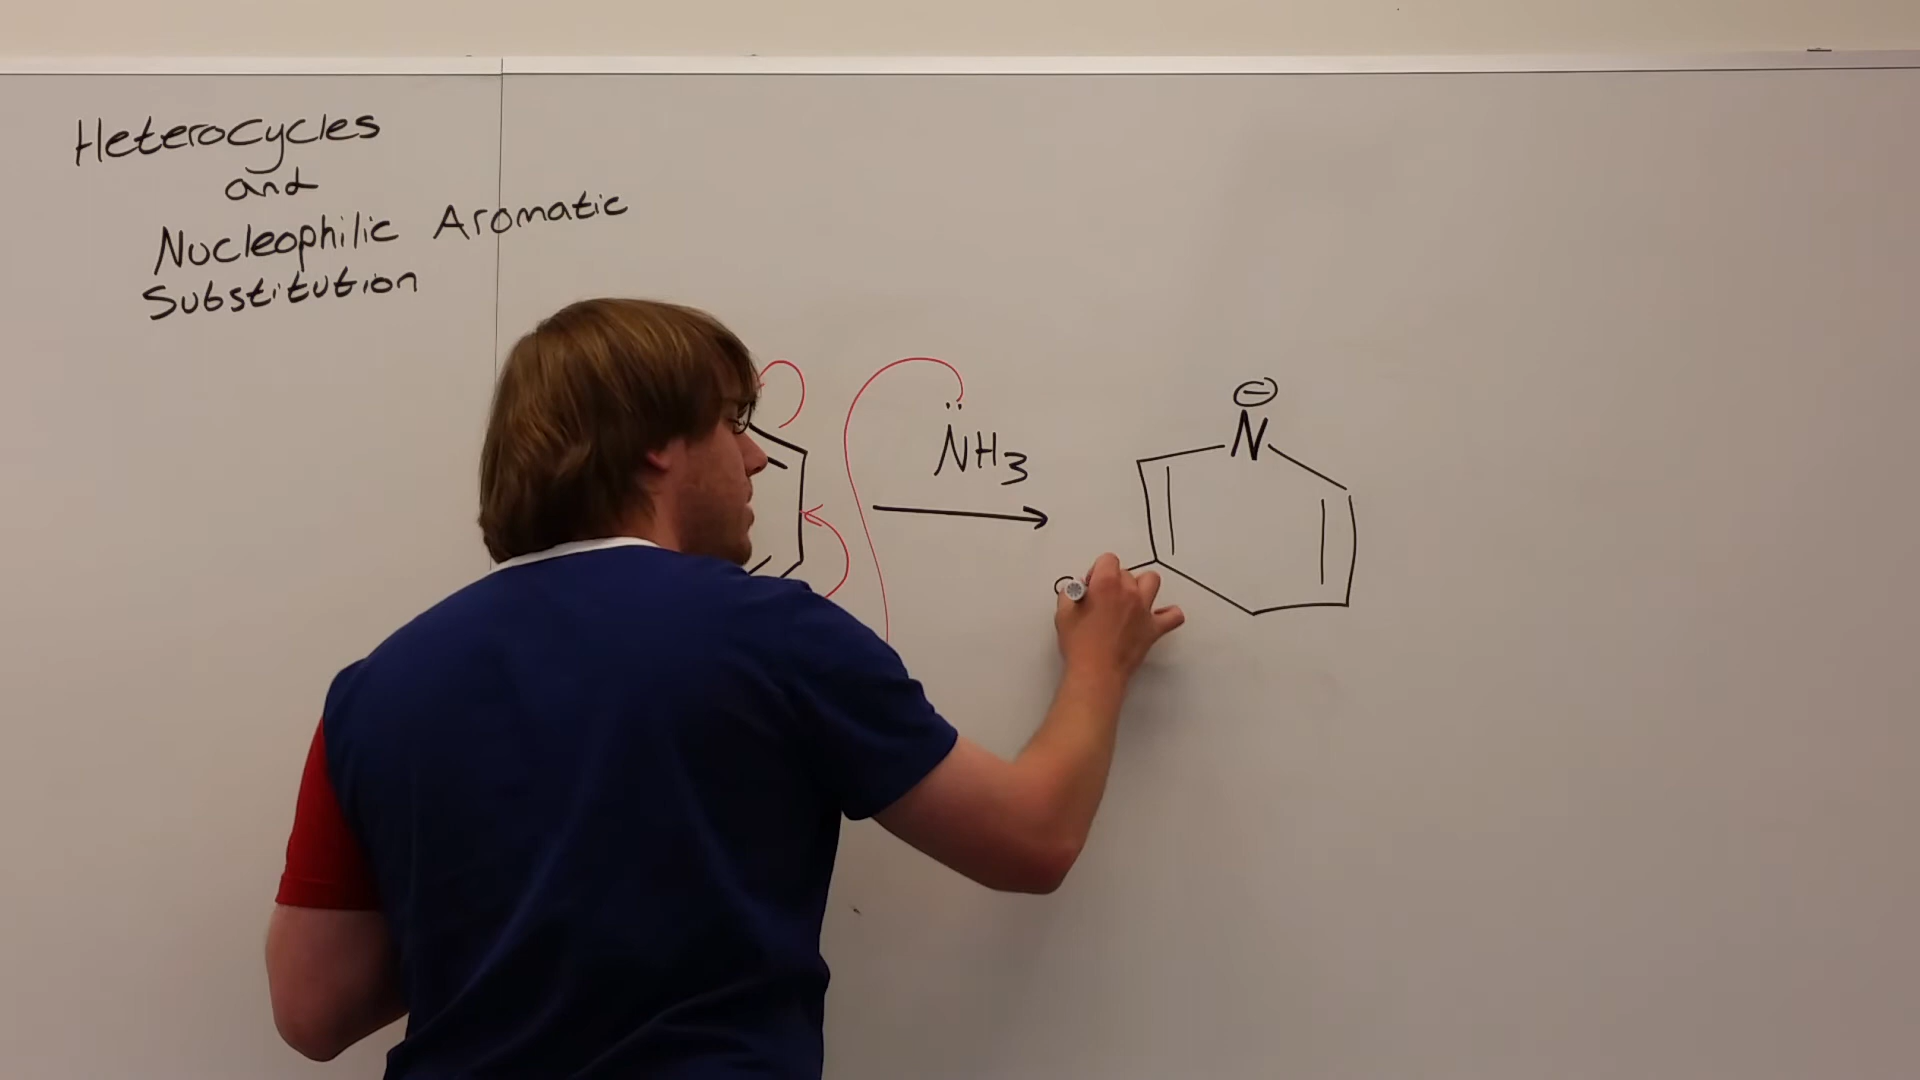 Heterocycles
and
Nucleophilic Aromatic
Substitution
NH3
N